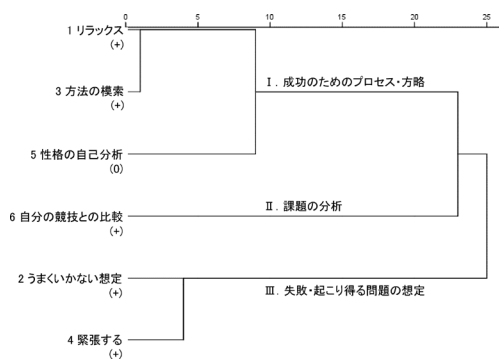 0 5 10 15 20 25
1 リラックス
(+)
Ⅰ. 成功のためのプロセス・方略
3 方法の模索
(+)
5 性格の自己分析
(0)
Ⅱ. 課題の分析
6 自分の競技との比較
(+)
2 うまくいかない想定
(+)
Ⅲ. 失敗・起こり得る問題の想定
4 緊張する
(+)